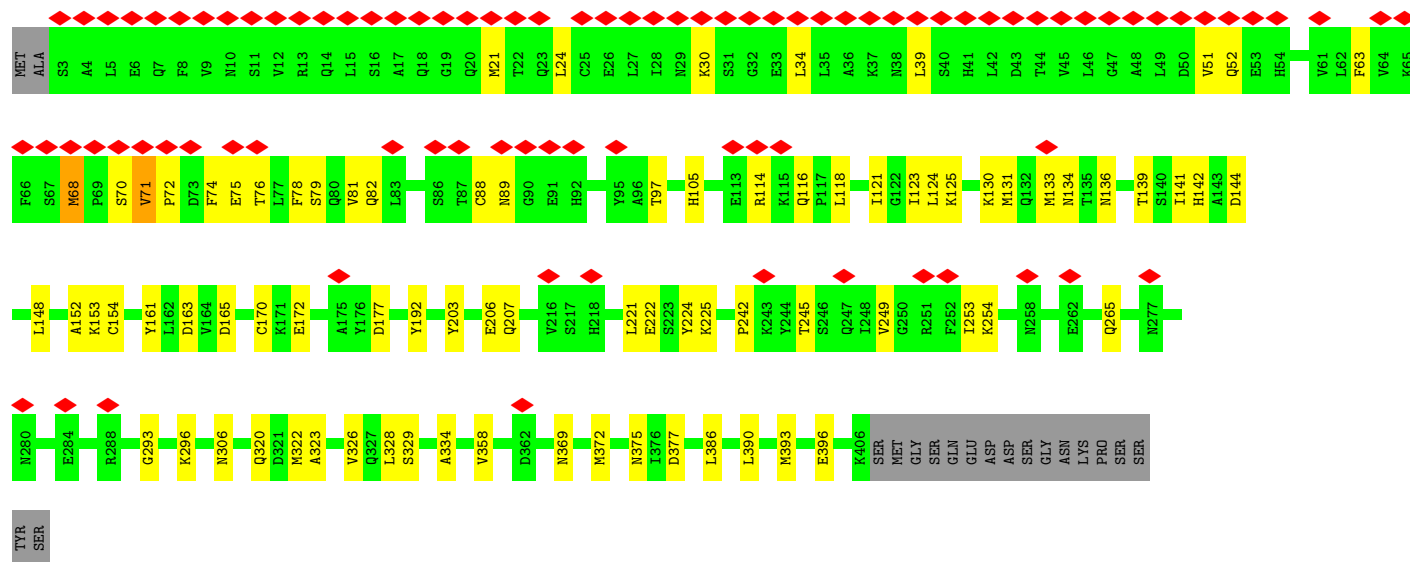 MET ALA S3 A4 L5 E6 Q7 F8 V9 N10 S11 V12 R13 Q14 L15 S16 A17 Q18 G19 Q20 M21 T22 Q23 L24 C25 E26 L27 I28 N29 K30 S31 G32 E33 L34 L35 A36 K37 N38 L39 S40 H41 L42 D43 T44 V45 L46 G47 A48 L49 D50 V51 Q52 E53 H54 V61 L62 F63 V64 K65
F66 S67 M68 P69 S70 V71 P72 D73 F74 E75 T76 L77 F78 S79 Q80 V81 Q82 L83 S86 T87 C88 N89 G90 E91 H92 Y95 A96 T97 H105 E113 R114 K115 Q116 P117 L118 I121 G122 I123 L124 K125 K130 M131 Q132 M133 N134 T135 N136 T139 S140 I141 H142 A143 D144
L148 A152 K153 C154 Y161 L162 D163 V164 D165 C170 K171 E172 A175 Y176 D177 Y192 Y203 E206 Q207 V216 S217 H218 L221 E222 S223 Y224 K225 P242 K243 Y244 T245 S246 Q247 I248 V249 G250 R251 F252 I253 K254 N258 E262 Q265 N277
N280 E284 R288 G293 K296 N306 Q320 D321 M322 A323 V326 Q327 L328 S329 A334 V358 D362 N369 M372 N375 I376 D377 L386 L390 M393 E396 K406 SER MET GLY SER GLN GLU ASP ASP SER GLY ASN LYS PRO SER SER
TYR SER